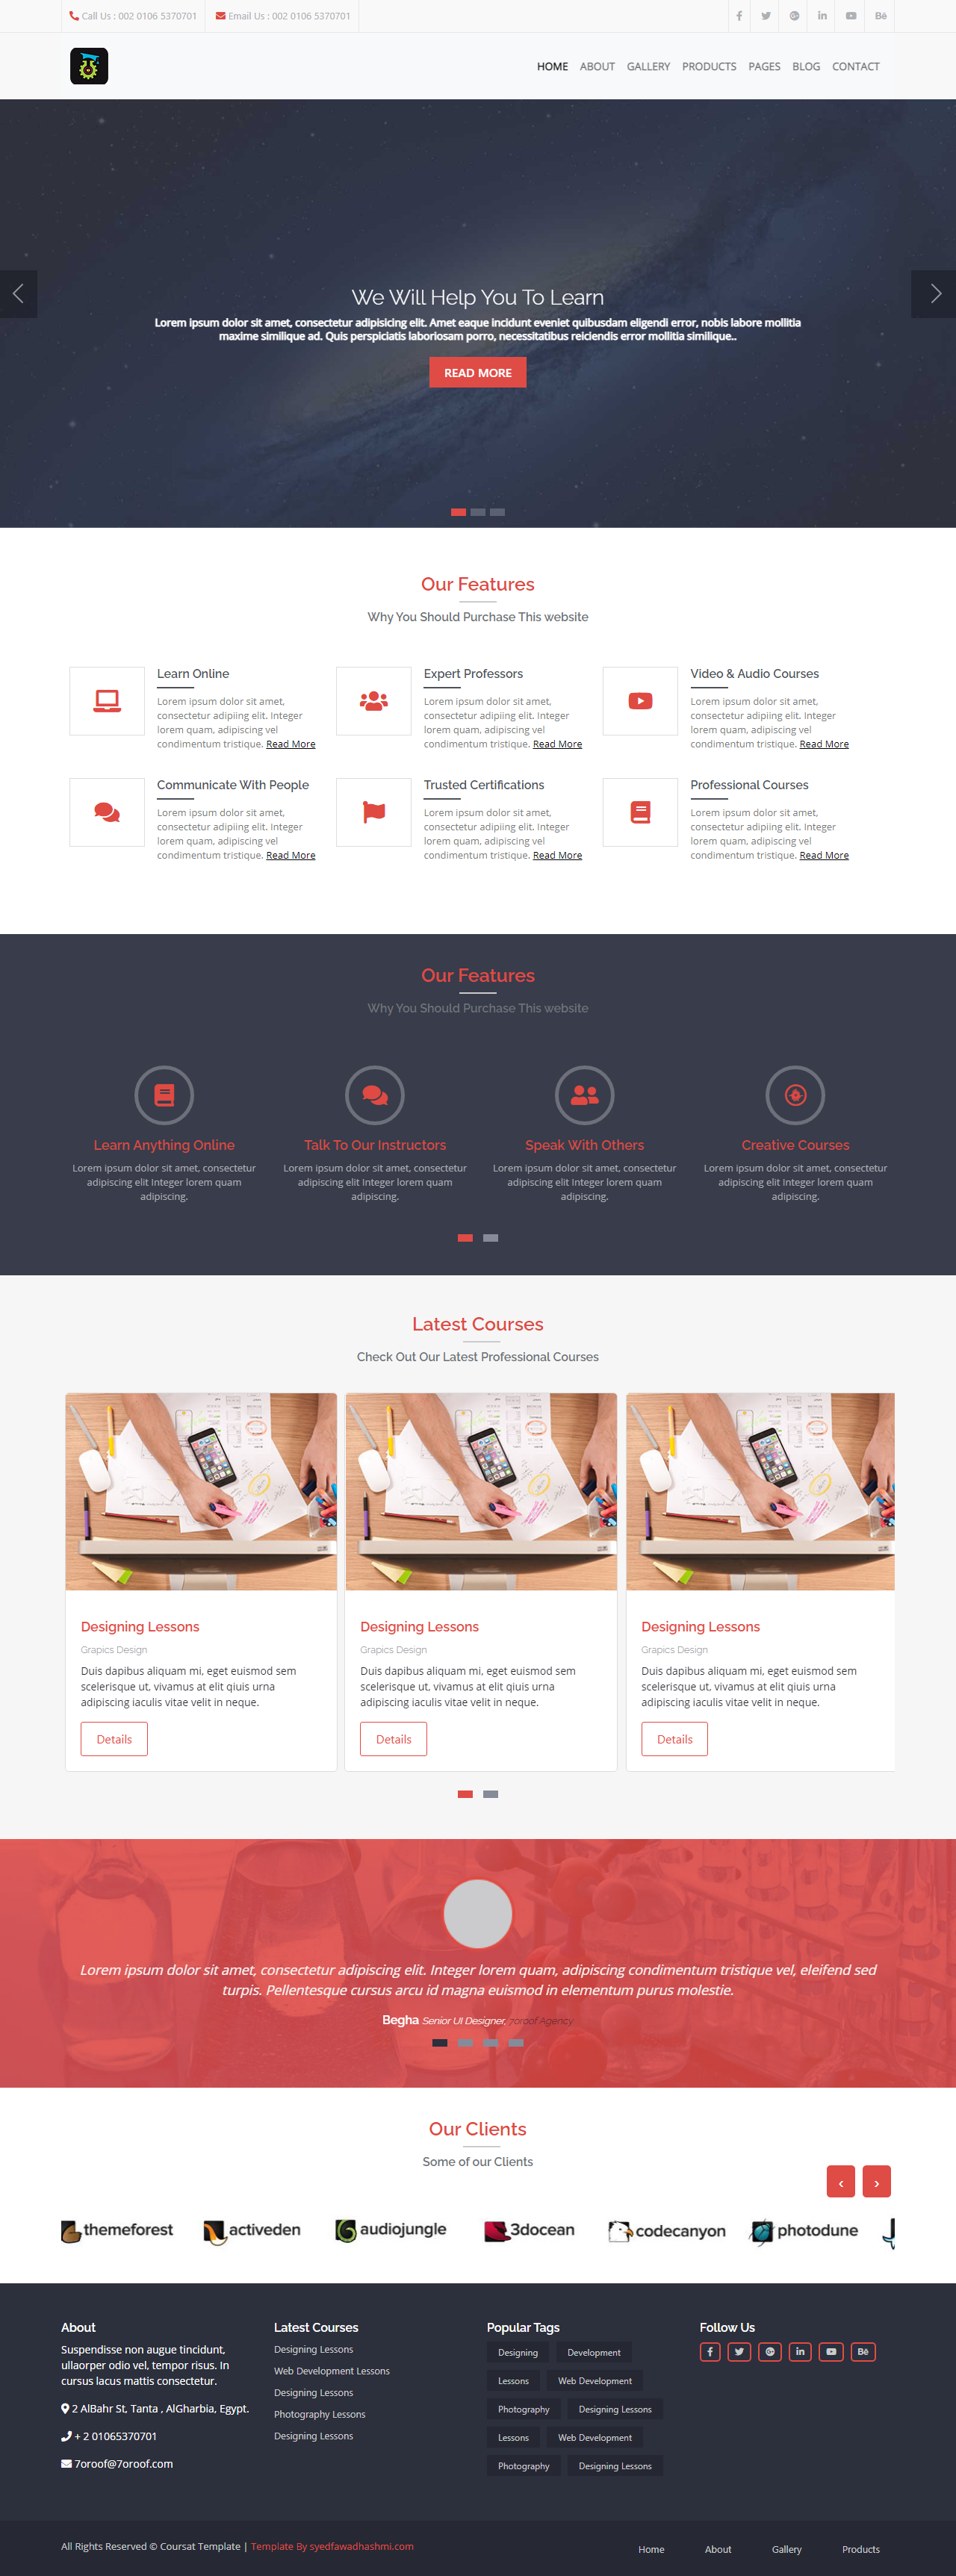 Call Us : 002 0106 5370701
Email Us : 002 0106 5370701
HOME ABOUT GALLERY PRODUCTS PAGES BLOG CONTACT
We Will Help You To Learn
Lorem ipsum dolor sit amet, consectetur adipisicing elit. Amet eaque incidunt eveniet quibusdam eligendi error, nobis labore mollitia
maxime similique ad. Quis perspiciatis laboriosam porro, necessitatibus reiciendis error mollitia similique..
READ MORE
Our Features
Why You Should Purchase This website
Learn Online
Lorem ipsum dolor sit amet,
consectetur adipiing elit. Integer
lorem quam, adipiscing vel
condimentum tristique. Read More
Expert Professors
Lorem ipsum dolor sit amet,
consectetur adipiing elit. Integer
lorem quam, adipiscing vel
condimentum tristique. Read More
Video & Audio Courses
Lorem ipsum dolor sit amet,
consectetur adipiing elit. Integer
lorem quam, adipiscing vel
condimentum tristique. Read More
Communicate With People
Lorem ipsum dolor sit amet,
consectetur adipiing elit. Integer
lorem quam, adipiscing vel
condimentum tristique. Read More
Trusted Certifications
Lorem ipsum dolor sit amet,
consectetur adipiing elit. Integer
lorem quam, adipiscing vel
condimentum tristique. Read More
Professional Courses
Lorem ipsum dolor sit amet,
consectetur adipiing elit. Integer
lorem quam, adipiscing vel
condimentum tristique. Read More
Our Features
Why You Should Purchase This website
Learn Anything Online
Lorem ipsum dolor sit amet, consectetur
adipiscing elit Integer lorem quam
adipiscing.
Talk To Our Instructors
Lorem ipsum dolor sit amet, consectetur
adipiscing elit Integer lorem quam
adipiscing.
Speak With Others
Lorem ipsum dolor sit amet, consectetur
adipiscing elit Integer lorem quam
adipiscing.
Creative Courses
Lorem ipsum dolor sit amet, consectetur
adipiscing elit Integer lorem quam
adipiscing.
Latest Courses
Check Out Our Latest Professional Courses
Designing Lessons
Grapics Design
Duis dapibus aliquam mi, eget euismod sem
scelerisque ut, vivamus at elit qiuis urna
adipiscing iaculis vitae velit in neque.
Details
Designing Lessons
Grapics Design
Duis dapibus aliquam mi, eget euismod sem
scelerisque ut, vivamus at elit qiuis urna
adipiscing iaculis vitae velit in neque.
Details
Designing Lessons
Grapics Design
Duis dapibus aliquam mi, eget euismod sem
scelerisque ut, vivamus at elit qiuis urna
adipiscing iaculis vitae velit in neque.
Details
Lorem ipsum dolor sit amet, consectetur adipiscing elit. Integer lorem quam, adipiscing condimentum tristique vel, eleifend sed
turpis. Pellentesque cursus arcu id magna euismod in elementum purus molestie.
Begha Senior UI Designer, 7oroof Agency
Our Clients
Some of our Clients
themeforest
activeden
audiojungle
3docean
codecanyon
photodune
About
Suspendisse non augue tincidunt,
ullaorper odio vel, tempor risus. In
cursus lacus mattis consectetur.
2 AlBahr St, Tanta , AlGharbia, Egypt.
+ 2 01065370701
7oroof@7oroof.com
Latest Courses
Designing Lessons
Web Development Lessons
Designing Lessons
Photography Lessons
Designing Lessons
Popular Tags
Designing Development
Lessons Web Development
Photography Designing Lessons
Lessons Web Development
Photography Designing Lessons
Follow Us
All Rights Reserved © Coursat Template | Template By syedfawadhashmi.com
Home About Gallery Products